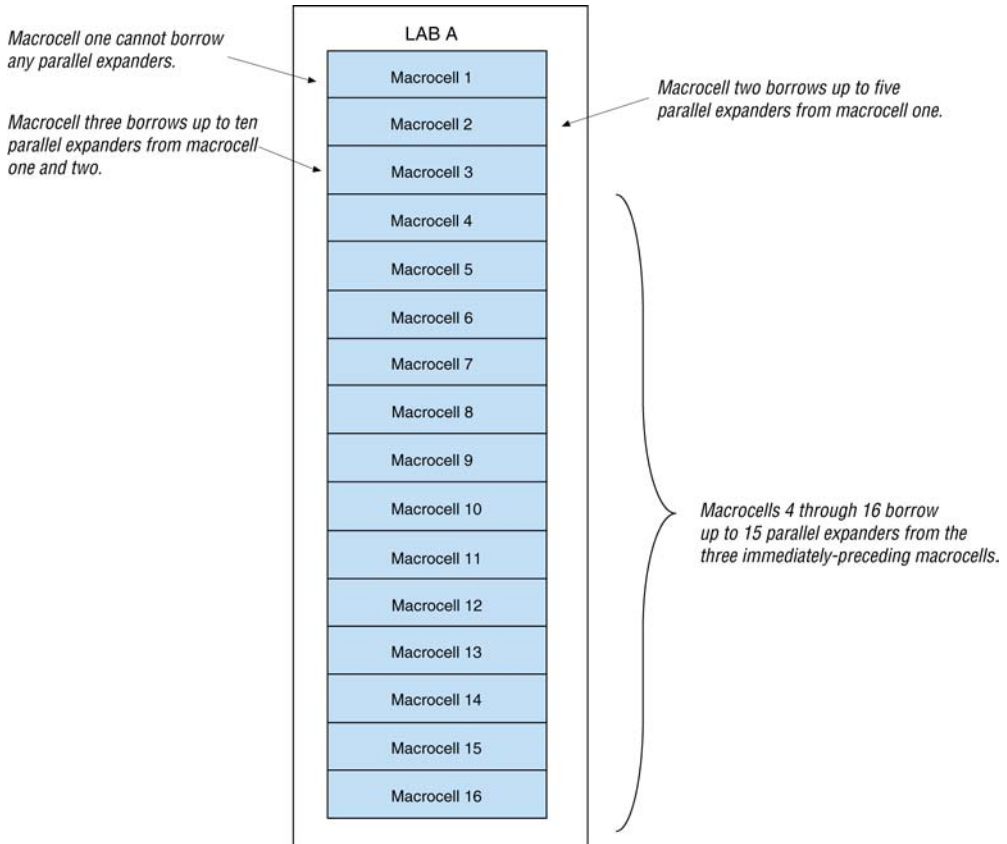 LAB A
Macrocell one cannot borrow
any parallel expanders.
Macrocell 1
Macrocell two borrows up to five
parallel expanders from macrocell one.
Macrocell 2
Macrocell three borrows up to ten
parallel expanders from macrocell
one and two.
Macrocell 3
Macrocell 4
Macrocell 5
Macrocell 6
Macrocell 7
Macrocell 8
Macrocell 9
Macrocell 10
Macrocell 11
Macrocell 12
Macrocell 13
Macrocell 14
Macrocell 15
Macrocell 16
Macrocells 4 through 16 borrow
up to 15 parallel expanders from the
three immediately-preceding macrocells.